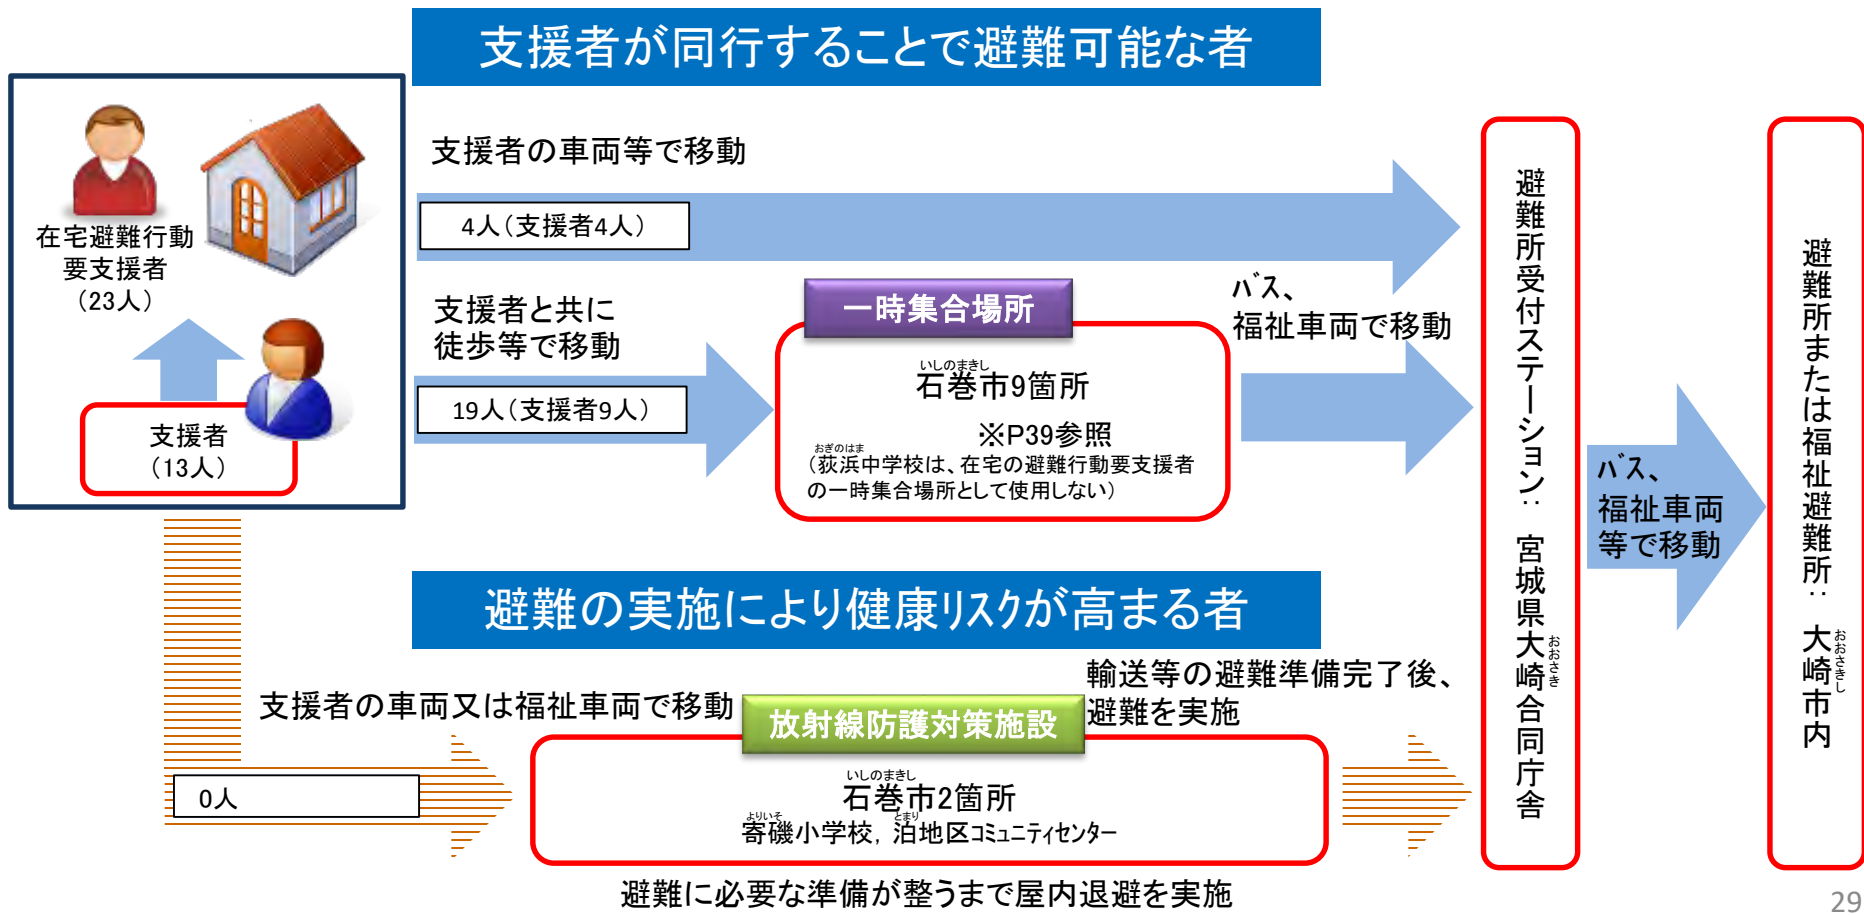 支援者が同行することで避難可能な者
在宅避難行動
要支援者
（23人）
支援者
（13人）
支援者の車両等で移動
4人（支援者4人）
支援者と共に
徒歩等で移動
19人（支援者9人）
一時集合場所
いしのまきし
石巻市9箇所
※P39参照
おぎのはま
（荻浜中学校は、在宅の避難行動要支援者
の一時集合場所として使用しない）
バス、
福祉車両で移動
避難所受付ステーション：宮城県大崎合同庁舎
おおさき
バス、
福祉車両
等で移動
避難所または福祉避難所：大崎市内
おおさきし
避難の実施により健康リスクが高まる者
支援者の車両又は福祉車両で移動
0人
放射線防護対策施設
いしのまきし
石巻市2箇所
よりいそ とまり
寄磯小学校，泊地区コミュニティセンター
輸送等の避難準備完了後、
避難を実施
避難に必要な準備が整うまで屋内退避を実施
29